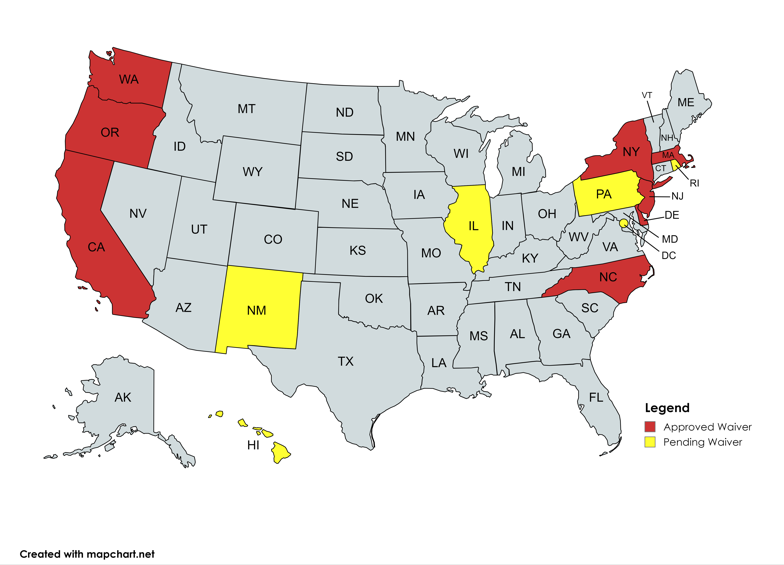 WA
OR
CA
ID
NV
MT
WY
UT
AZ
CO
NM
ND
SD
NE
KS
OK
TX
MN
IA
MO
AR
LA
WI
IL
MI
IN
OH
KY
TN
MS
AL
GA
FL
SC
NC
VA
WV
PA
NY
VT
NH
ME
MA
CT
RI
NJ
DE
MD
DC
AK
HI
Legend
Approved Waiver
Pending Waiver
Created with mapchart.net